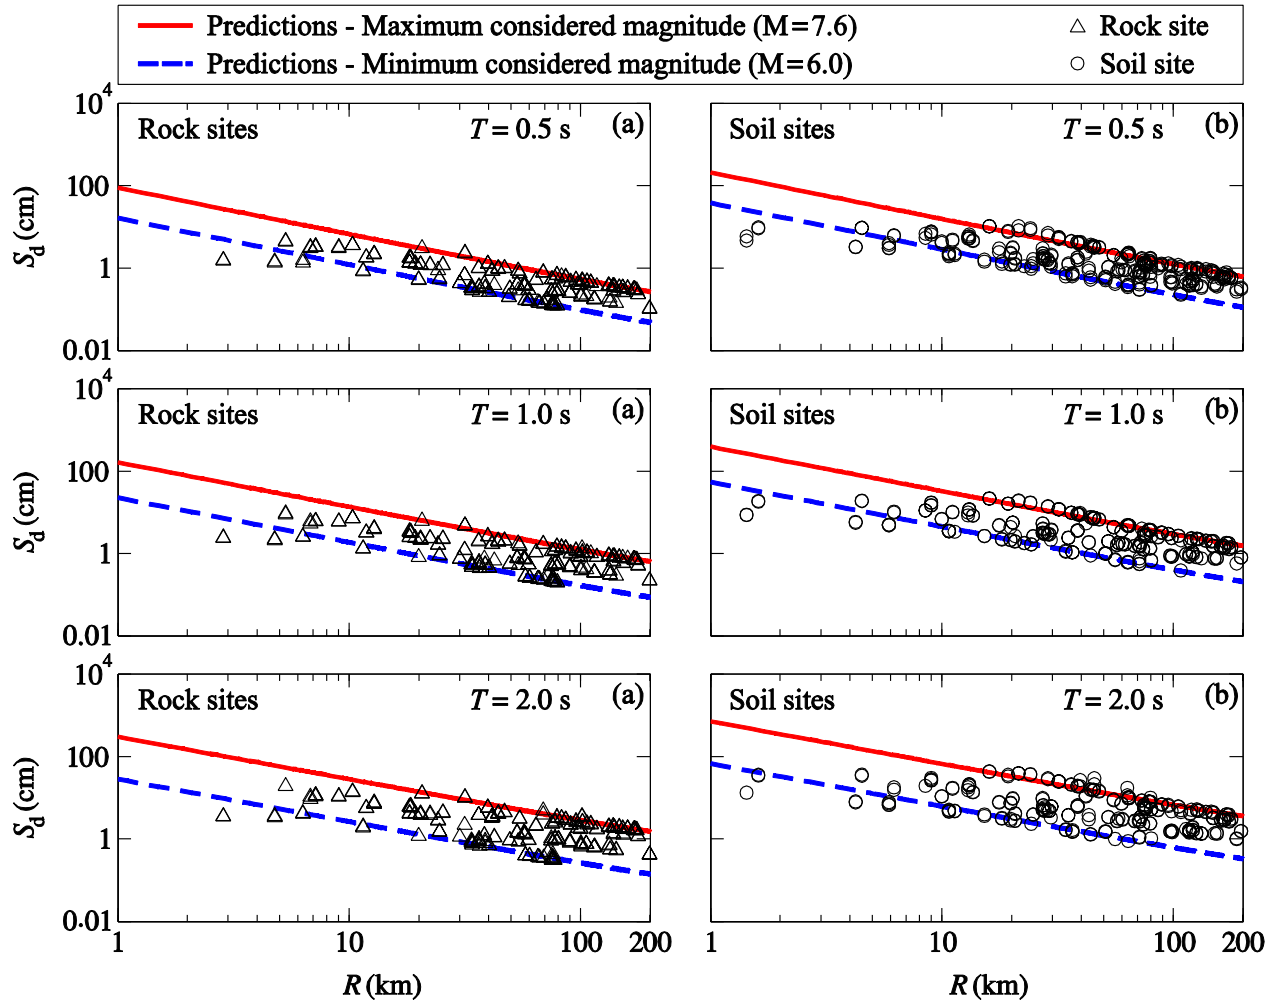 Predictions - Maximum considered magnitude (M=7.6)
Rock site
Predictions - Minimum considered magnitude (M=6.0)
Soil site
10^4
Rock sites T = 0.5 s (a)
Soil sites T = 0.5 s (b)
100
S_d (cm)
1
0.01
10^4
Rock sites T = 1.0 s (a)
Soil sites T = 1.0 s (b)
100
S_d (cm)
1
0.01
10^4
Rock sites T = 2.0 s (a)
Soil sites T = 2.0 s (b)
100
S_d (cm)
1
0.01
1 10 100 200
1 10 100 200
R (km)
R (km)